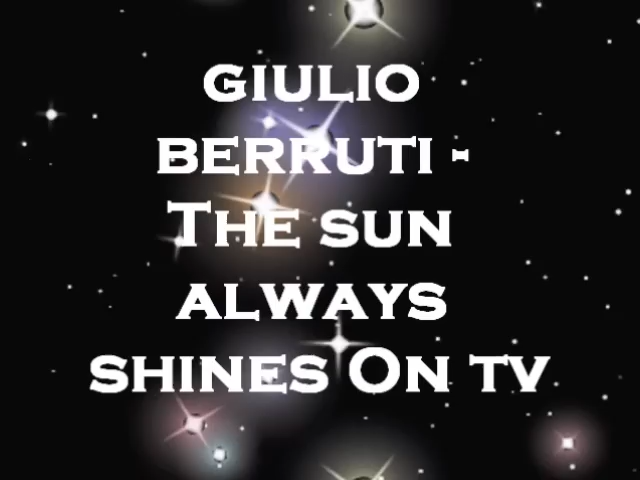 GIULIO
BERRUTI -
THE SUN
ALWAYS
SHINES ON TV